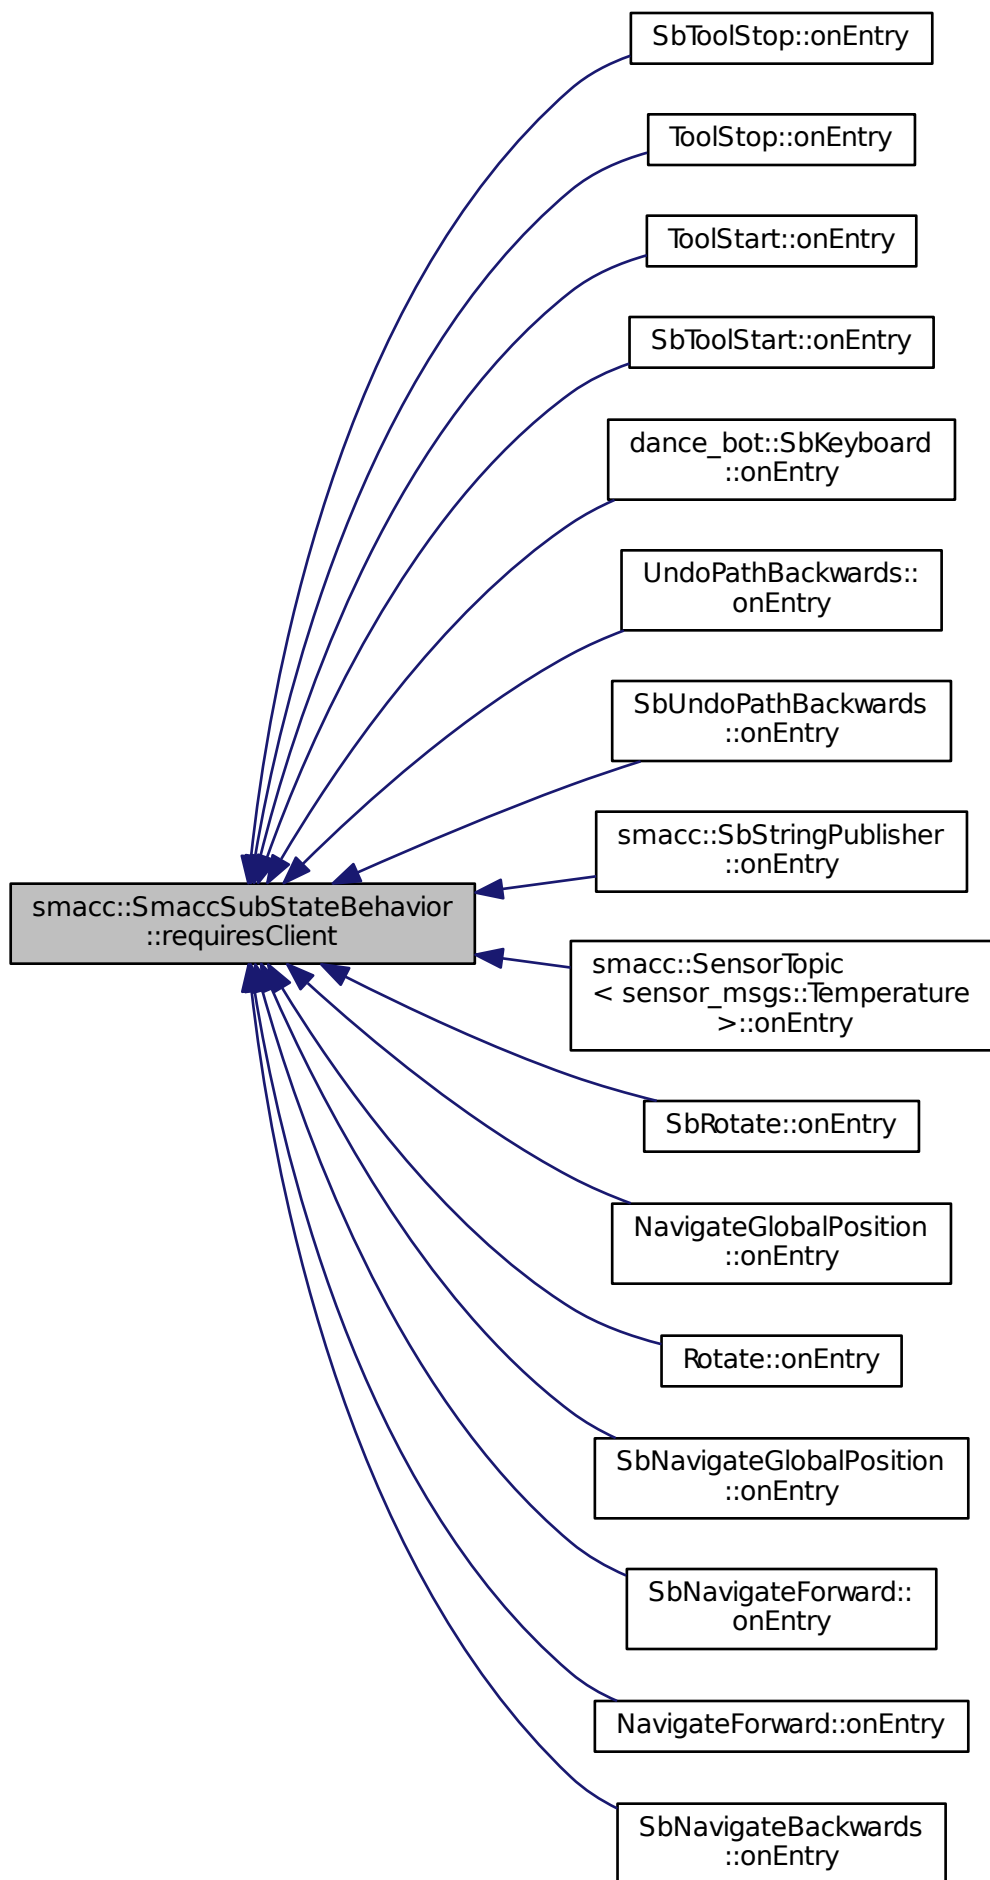 SbToolStop::onEntry
ToolStop::onEntry
ToolStart::onEntry
SbToolStart::onEntry
dance_bot::SbKeyboard
::onEntry
UndoPathBackwards::
onEntry
SbUndoPathBackwards
::onEntry
smacc::SbStringPublisher
::onEntry
smacc::SmaccSubStateBehavior
::requiresClient
smacc::SensorTopic
< sensor_msgs::Temperature
>::onEntry
SbRotate::onEntry
NavigateGlobalPosition
::onEntry
Rotate::onEntry
SbNavigateGlobalPosition
::onEntry
SbNavigateForward::
onEntry
NavigateForward::onEntry
SbNavigateBackwards
::onEntry